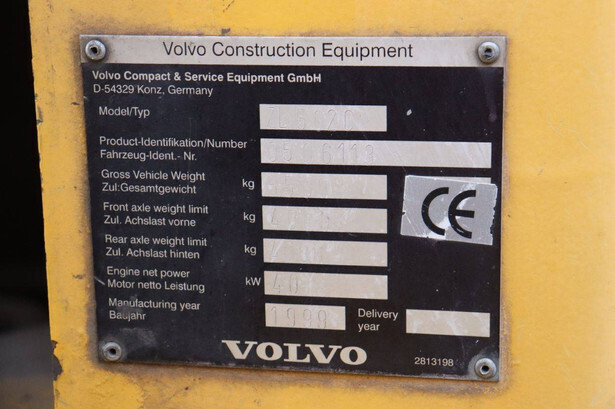 Volvo Construction Equipment
Volvo Compact & Service Equipment GmbH
D-54329 Konz, Germany
Model/Typ
Product-Identifikation/Number
Fahrzeug-Ident.- Nr.
Gross Vehicle Weight
Zul:Gesamtgewicht kg
Front axle weight limit
Zul. Achslast vorne kg
Rear axle weight limit
Zul. Achslast hinten kg
Engine net power
Motor netto Leistung kW 40
Manufacturing year
Baujahr
Delivery
year
CE
VOLVO
2813198